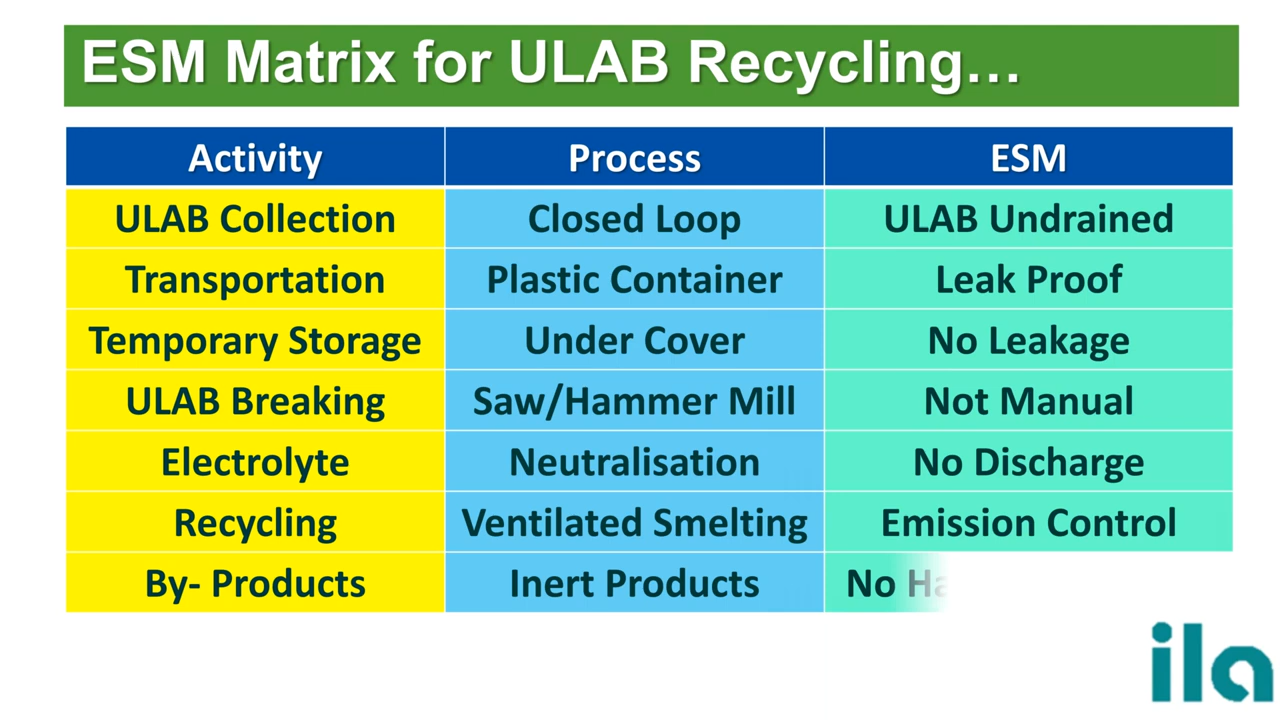 ESM Matrix for ULAB Recycling…
Activity Process ESM
ULAB Collection Closed Loop ULAB Undrained
Transportation Plastic Container Leak Proof
Temporary Storage Under Cover No Leakage
ULAB Breaking Saw/Hammer Mill Not Manual
Electrolyte Neutralisation No Discharge
Recycling Ventilated Smelting Emission Control
By- Products Inert Products No
ila